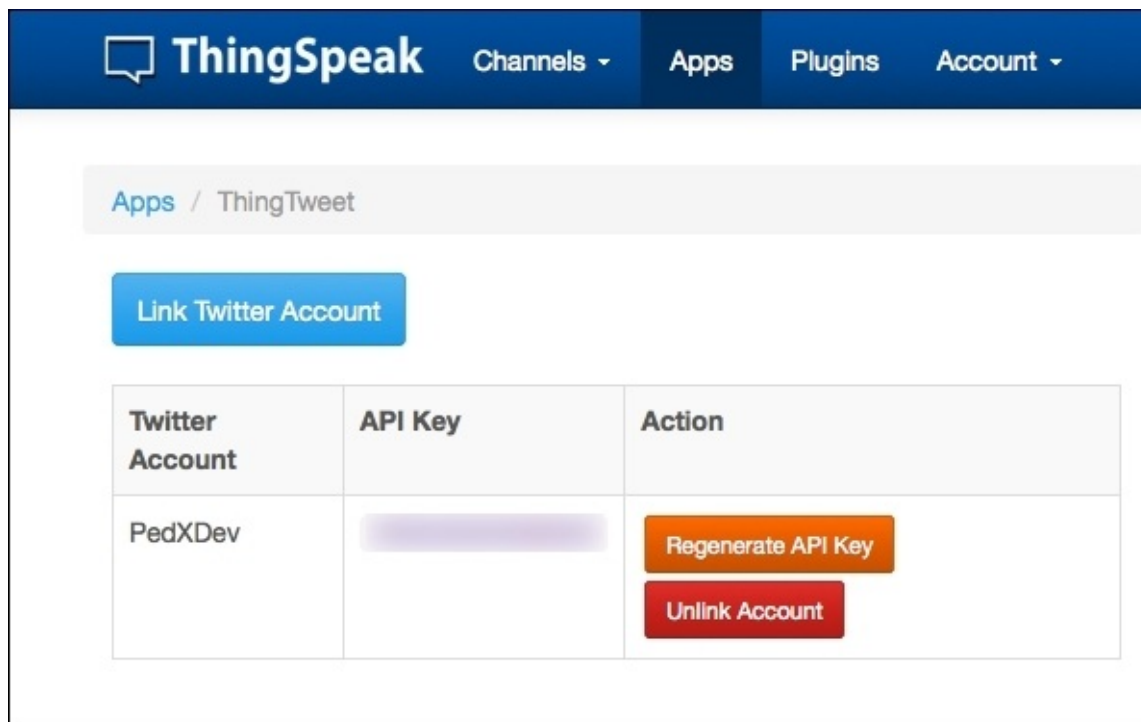 ThingSpeak Channels Apps Plugins Account
Apps / ThingTweet
Link Twitter Account
Twitter Account API Key Action
PedXDev
Regenerate API Key
Unlink Account